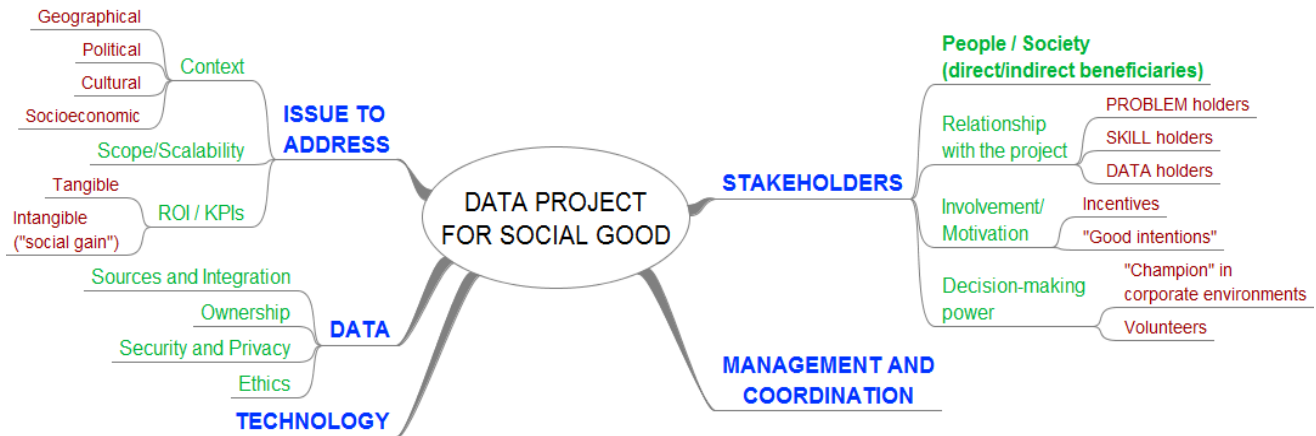 DATA PROJECT
FOR SOCIAL GOOD
ISSUE TO
ADDRESS
Context
Geographical
Political
Cultural
Socioeconomic
Scope/Scalability
ROI / KPIs
Tangible
Intangible
("social gain")
DATA
Sources and Integration
Ownership
Security and Privacy
Ethics
TECHNOLOGY
STAKEHOLDERS
People / Society
(direct/indirect beneficiaries)
Relationship
with the project
PROBLEM holders
SKILL holders
DATA holders
Involvement/
Motivation
Incentives
"Good intentions"
Decision-making
power
"Champion" in
corporate environments
Volunteers
MANAGEMENT AND
COORDINATION